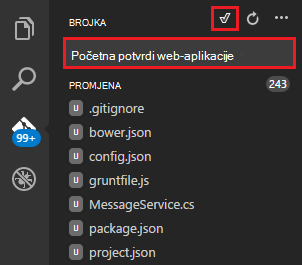 BROJKA
Početna potvrdi web-aplikacije
PROMJENA 243
U .gitignore
99+
U bower.json
U config.json
U gruntfile.js
U MessageService.cs
U package.json
U project.json